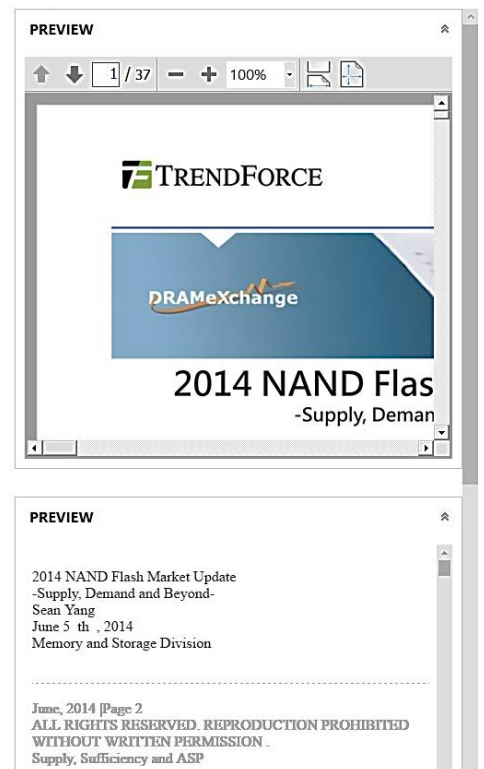 PREVIEW
1 / 37 100%
TRENDFORCE
DRAMeXchange
2014 NAND Flas
-Supply, Deman
PREVIEW
2014 NAND Flash Market Update
-Supply, Demand and Beyond-
Sean Yang
June 5 th , 2014
Memory and Storage Division
June, 2014 |Page 2
ALL RIGHTS RESERVED. REPRODUCTION PROHIBITED
WITHOUT WRITTEN PERMISSION .
Supply, Sufficiency and ASP